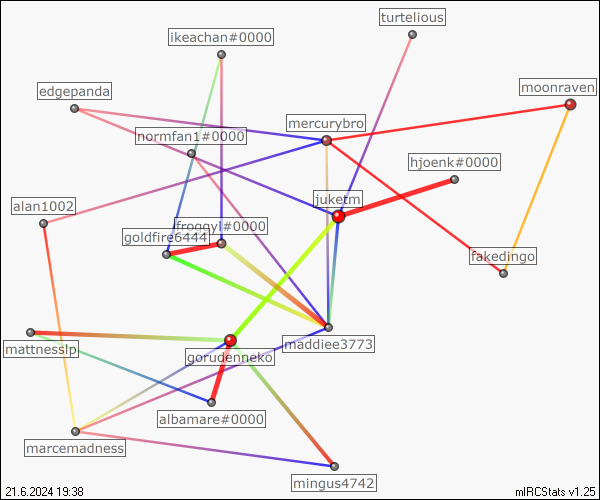 turtelious
ikeachan#0000
moonraven
edgepanda
mercurybro
normfan1#0000
hjoenk#0000
juketm
alan1002
froggyl#0000
goldfire6444
fakedingo
maddiee3773
mattnesslp
gorudenneko
albamare#0000
marcemadness
mingus4742
21.6.2024 19:38
mIRCStats v1.25